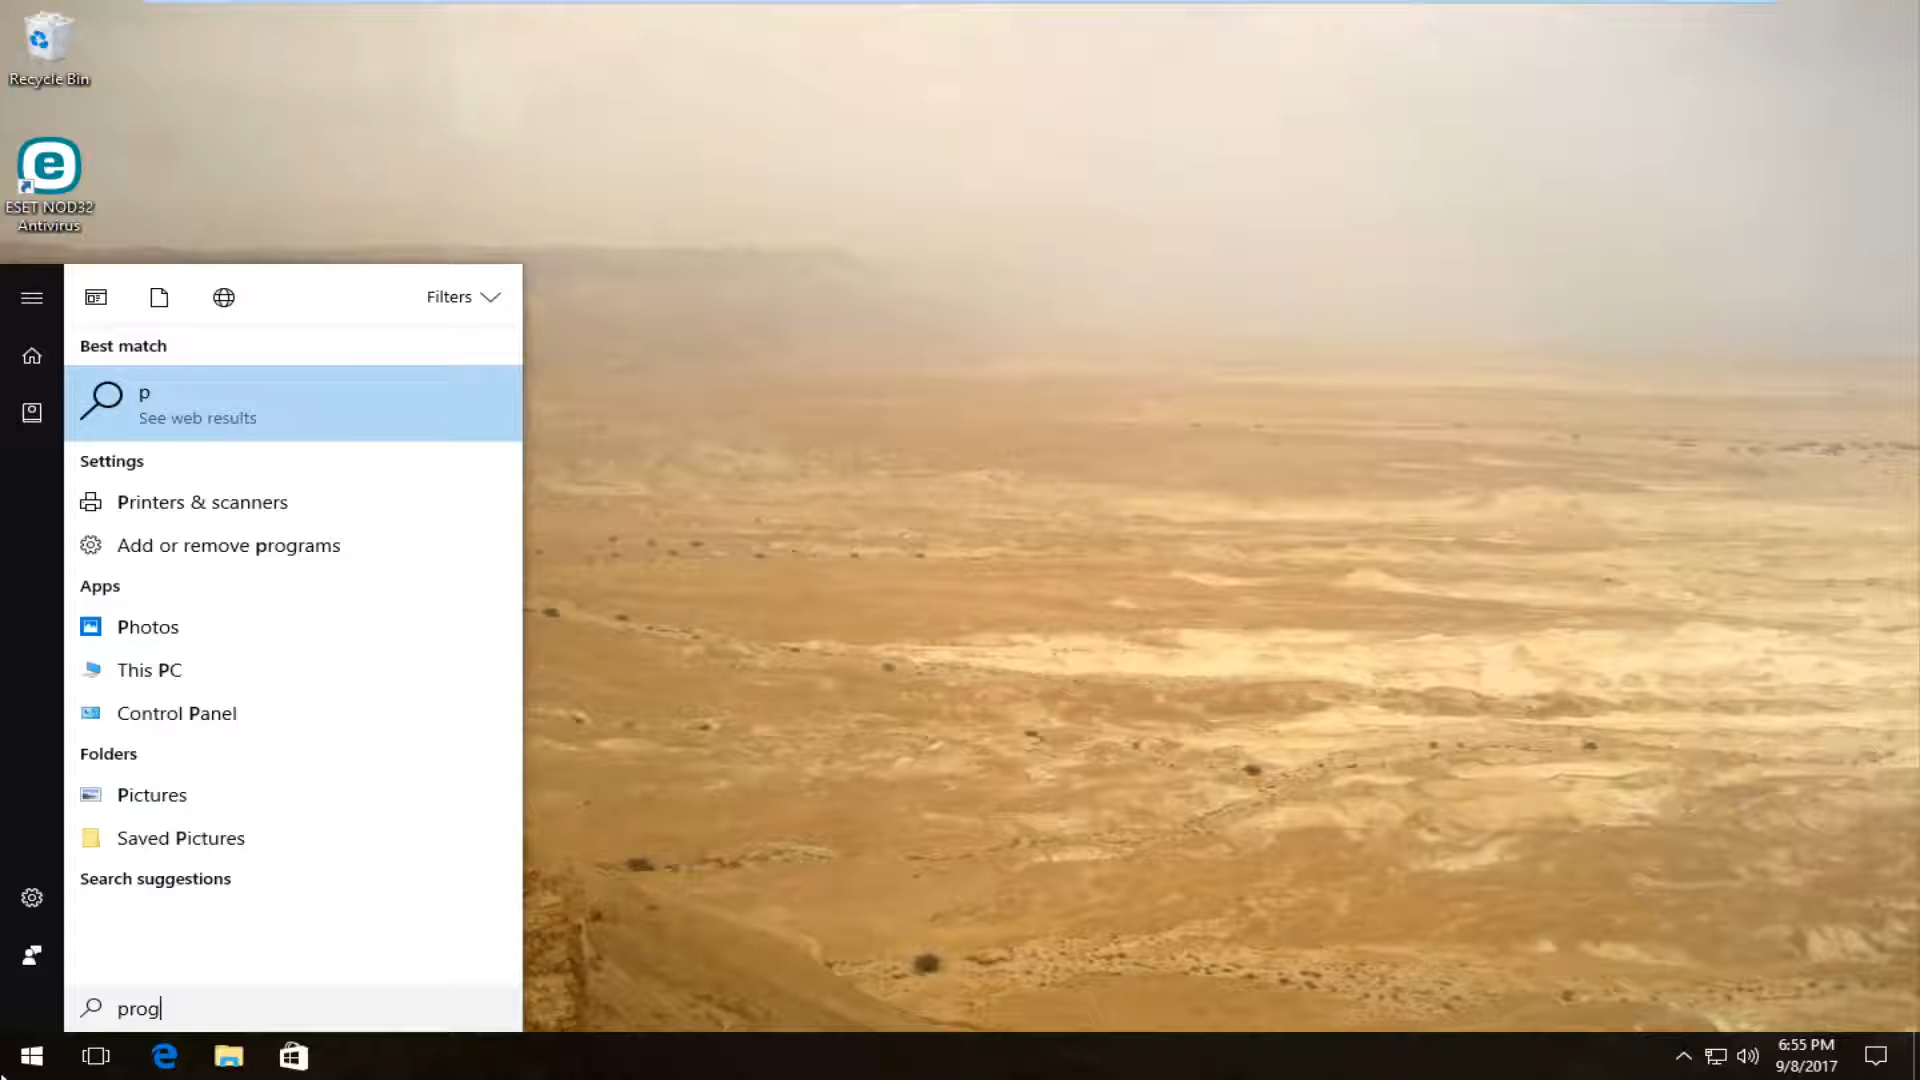 Recycle Bin
ESET NOD32
Antivirus
Filters
Best match
p
See web results
Settings
Printers & scanners
Add or remove programs
Apps
Photos
This PC
Control Panel
Folders
Pictures
Saved Pictures
Search suggestions
prog
6:55 PM
9/8/2017